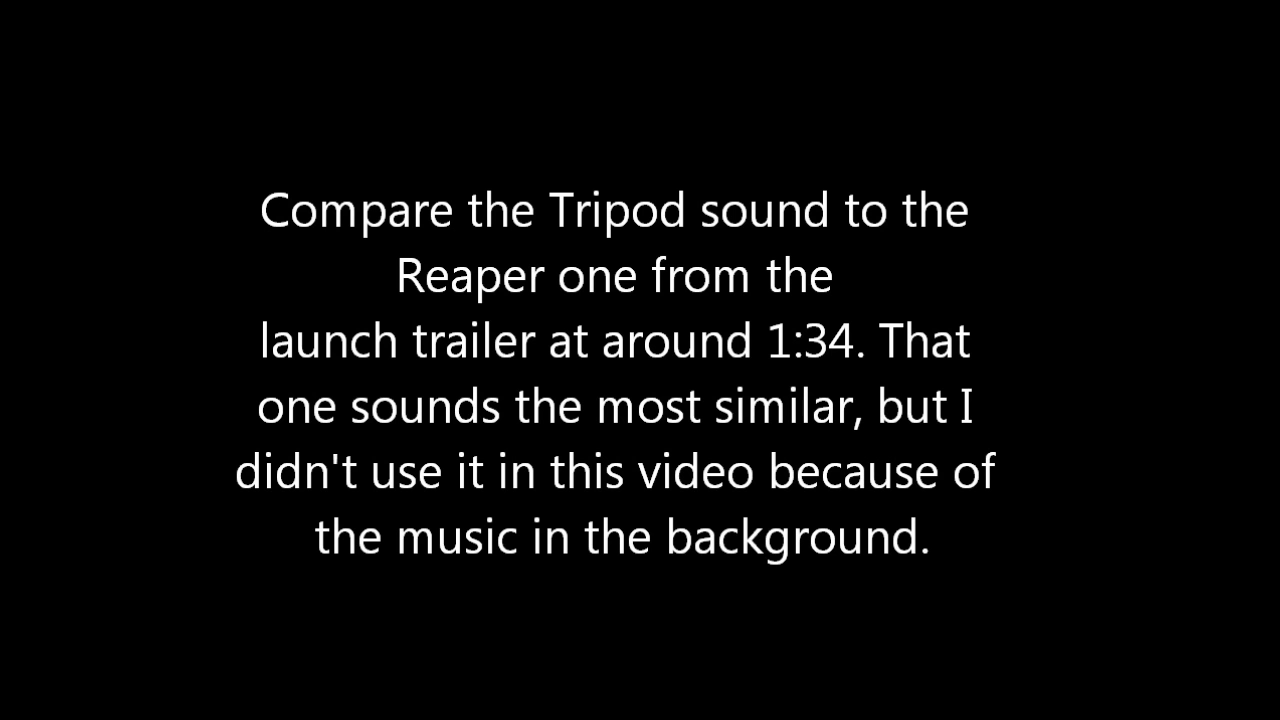 Compare the Tripod sound to the
Reaper one from the
launch trailer at around 1:34. That
one sounds the most similar, but I
didn't use it in this video because of
the music in the background.